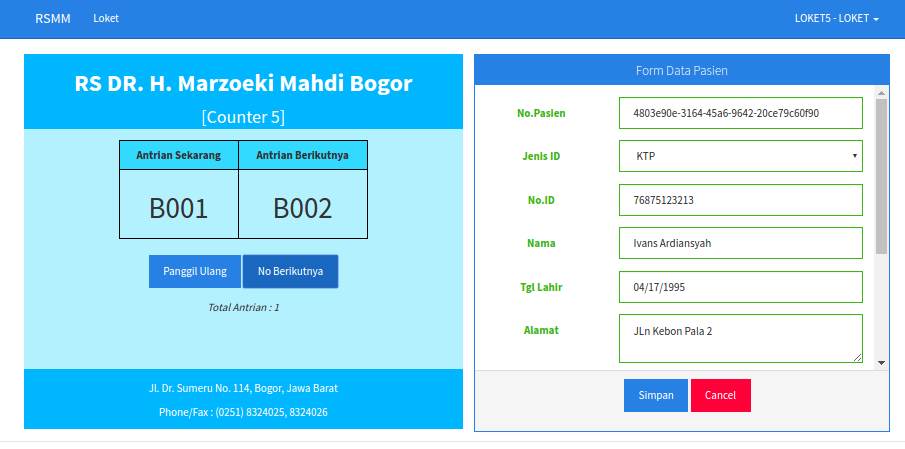 RSMM Loket LOKET5 - LOKET
RS DR. H. Marzoeki Mahdi Bogor
[Counter 5]
Antrian Sekarang Antrian Berikutnya
B001 B002
Panggil Ulang No Berikutnya
Total Antrian : 1
Jl. Dr. Sumeru No. 114, Bogor, Jawa Barat
Phone/Fax : (0251) 8324025, 8324026
Form Data Pasien
No.Pasien 4803e90e-3164-45a6-9642-20ce79c60f90
Jenis ID KTP
No.ID 76875123213
Nama Ivans Ardiansyah
Tgl Lahir 04/17/1995
Alamat JLn Kebon Pala 2
Simpan Cancel